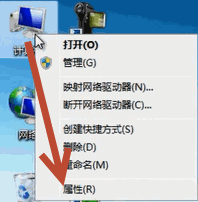 打开(O)
管理(G)
映射网络驱动器(N)...
断开网络驱动器(C)...
创建快捷方式(S)
删除(D)
重命名(M)
属性(R)